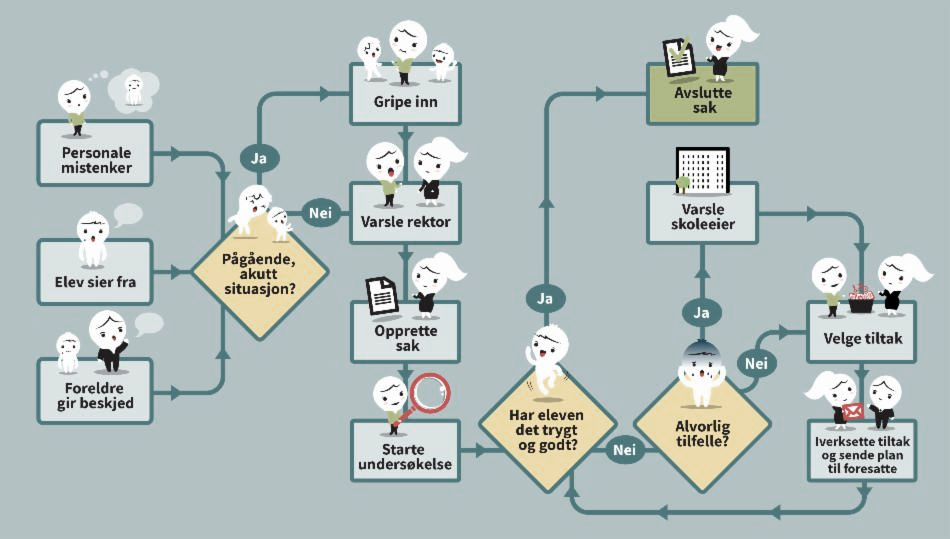 Personale
mistenker
Elev sier fra
Foreldre
gir beskjed
Pågående,
akutt
situasjon?
Ja
Nei
Gripe inn
Varsle rektor
Opprette
sak
Starte
undersøkelse
Har eleven
det trygt
og godt?
Ja
Avslutte
sak
Nei
Alvorlig
tilfelle?
Ja
Varsle
skoleeier
Nei
Velge tiltak
Iverksette tiltak
og sende plan
til foresatte